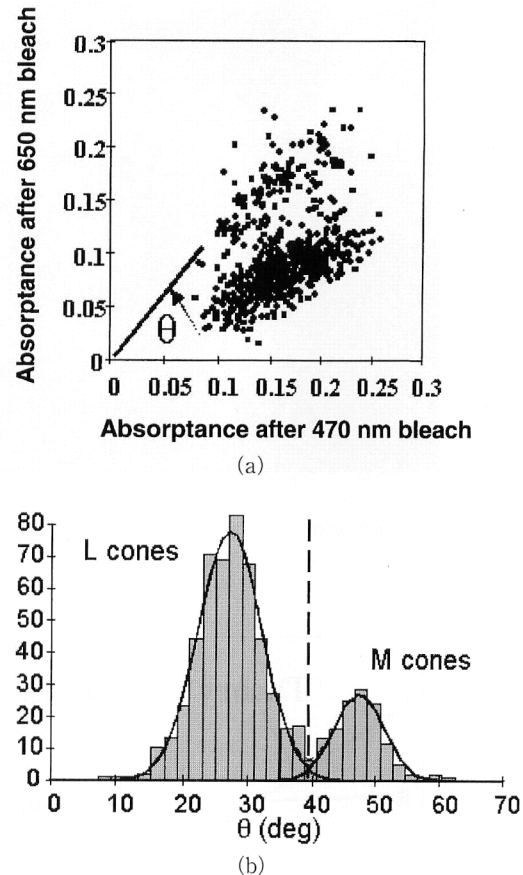 Absorptance after 650 nm bleach
0.3
0.25
0.2
0.15
0.1
0.05
0
θ
0 0.05 0.1 0.15 0.2 0.25 0.3
Absorptance after 470 nm bleach
(a)
80
70
60
50
40
30
20
10
0
L cones
M cones
0 10 20 30 40 50 60 70
θ (deg)
(b)